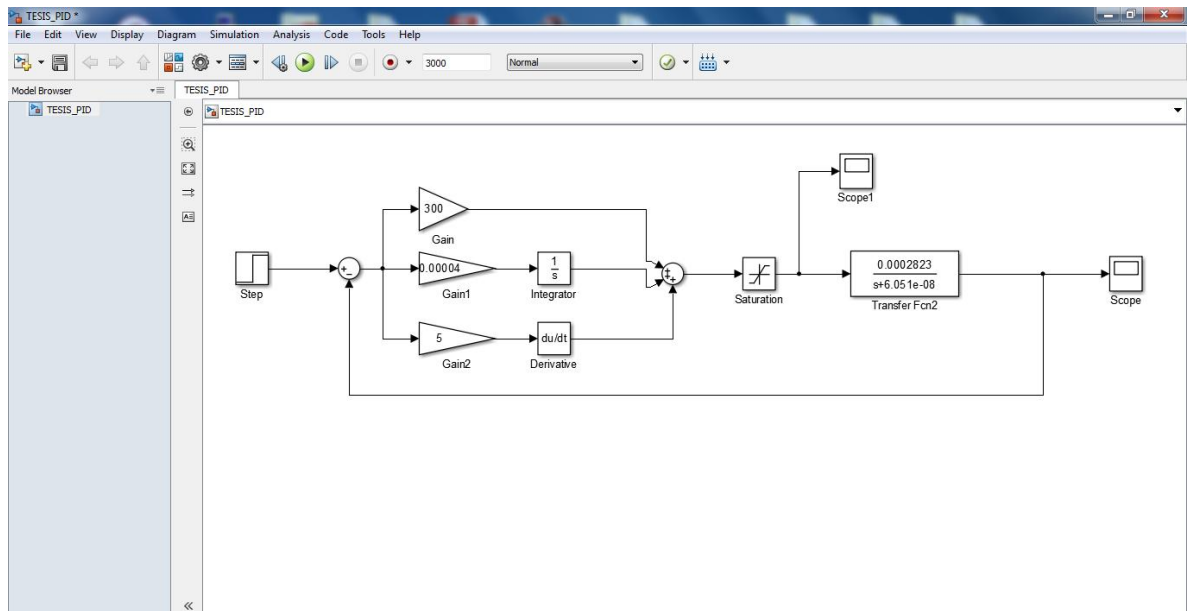 TESIS_PID *
File Edit View Display Diagram Simulation Analysis Code Tools Help
3000 Normal
Model Browser TESIS_PID
TESIS_PID TESIS_PID
Scope1
300
Gain
Step
+
-
0.00004
Gain1
1
s
Integrator
+
+
+
Saturation
0.0002823
s+6.051e-08
Transfer Fcn2
Scope
5
Gain2
du/dt
Derivative